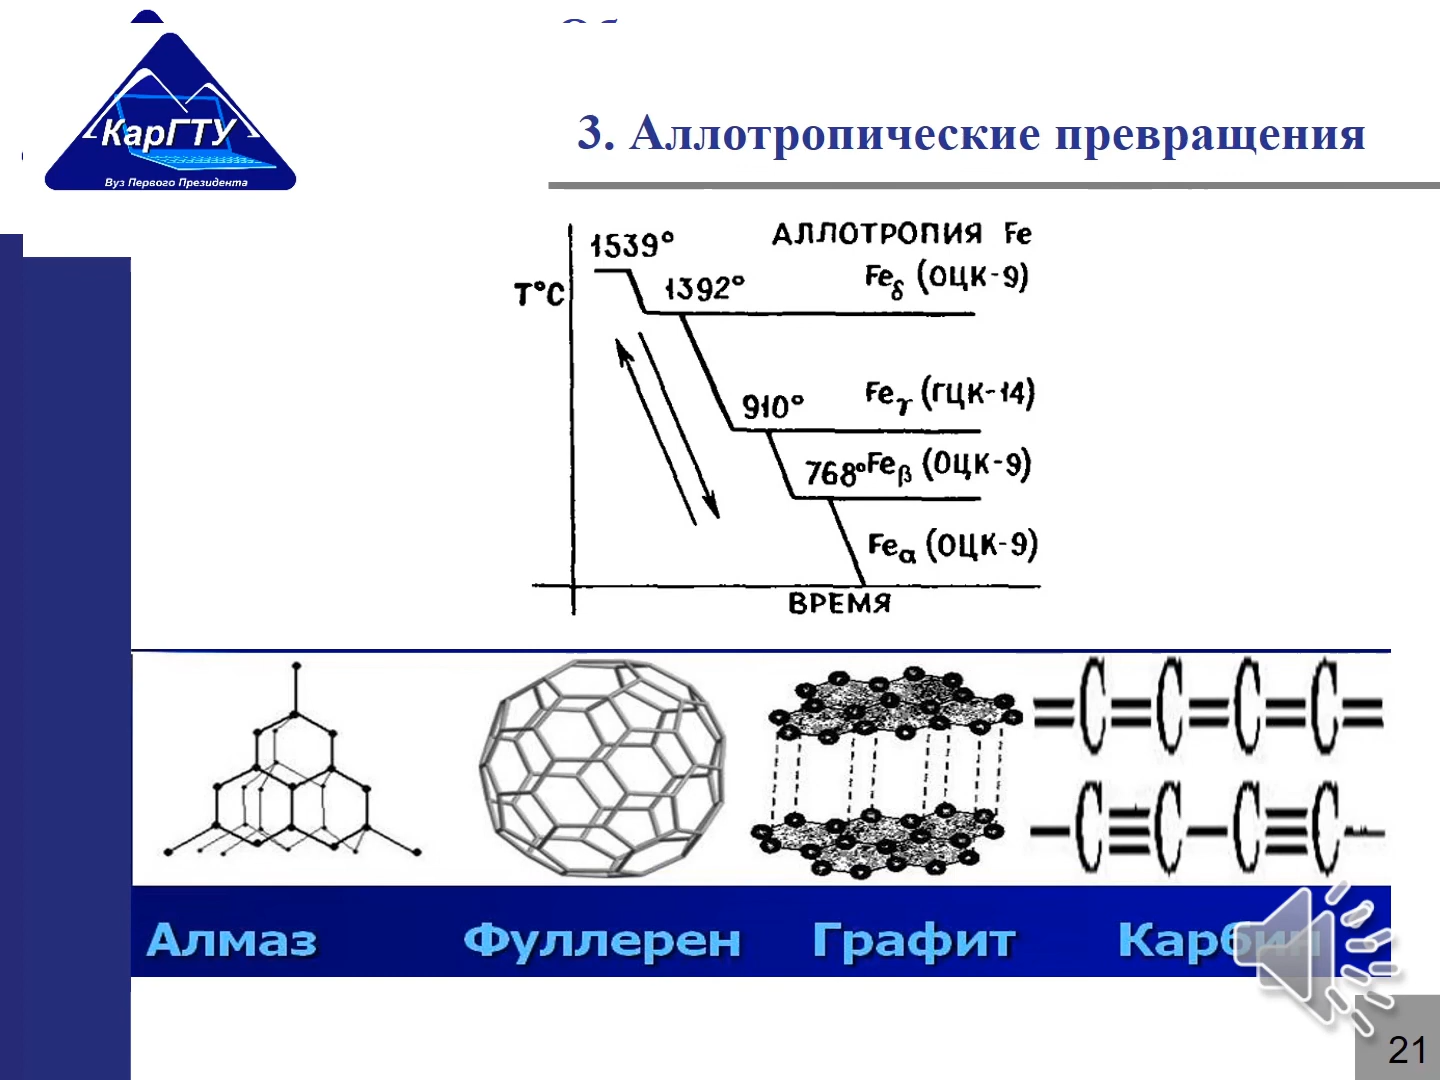 КарГТУ
Вуз Первого Президента
3. Аллотропические превращения
АЛЛОТРОПИЯ Fe
1539°
Feδ (ОЦК-9)
T°C
1392°
Feγ (ГЦК-14)
910°
768° Feβ (ОЦК-9)
Feα (ОЦК-9)
ВРЕМЯ
=C=C=C=C=
-C≡C-C≡C-
Алмаз Фуллерен Графит Карбин
21